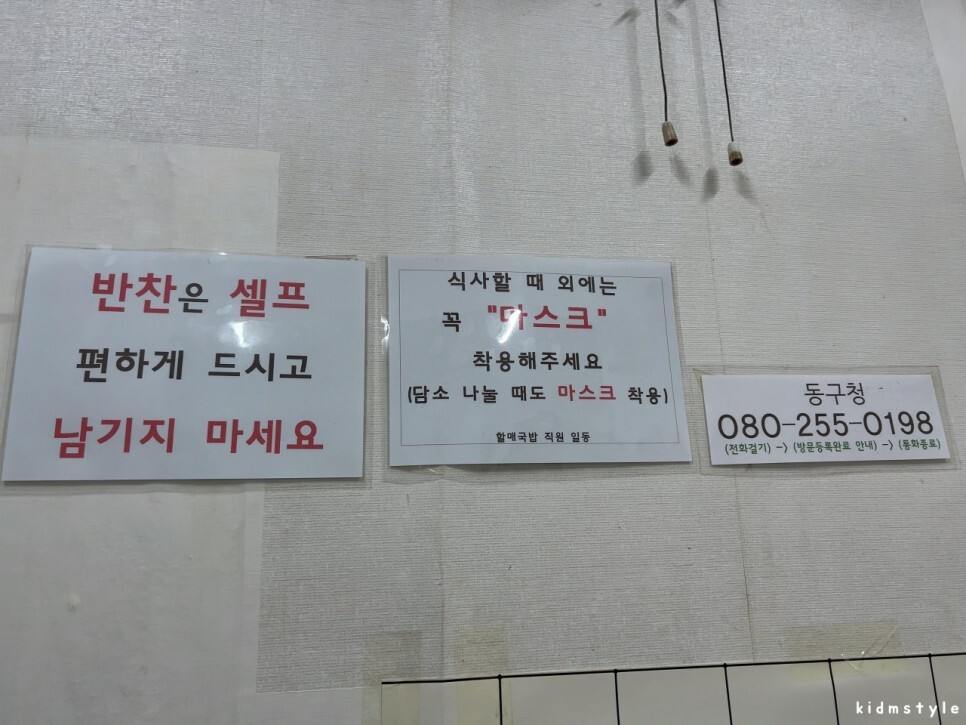 반찬은 셀프
편하게 드시고
남기지 마세요
식사할 때 외에는
꼭 "마스크"
착용해주세요
(담소 나눌 때도 마스크 착용)
할매국밥 직원 일동
동구청
080-255-0198
(전화걸기) -> (방문등록완료 안내) -> (통화종료)
kidmstyle